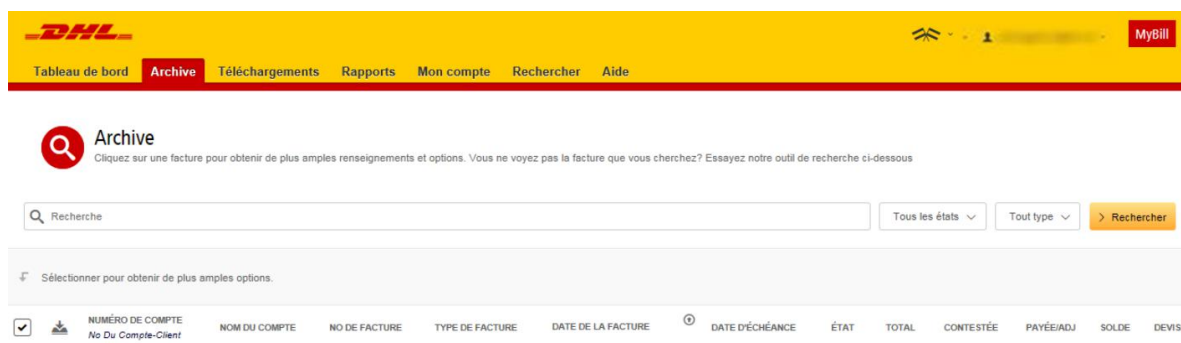 DHL
MyBill
Tableau de bord Archive Téléchargements Rapports Mon compte Rechercher Aide
Archive
Cliquez sur une facture pour obtenir de plus amples renseignements et options. Vous ne voyez pas la facture que vous cherchez? Essayez notre outil de recherche ci-dessous
Recherche Tous les états Tout type > Rechercher
Sélectionner pour obtenir de plus amples options.
NUMÉRO DE COMPTE
No Du Compte-Client
NOM DU COMPTE NO DE FACTURE TYPE DE FACTURE DATE DE LA FACTURE DATE D'ÉCHÉANCE ÉTAT TOTAL CONTESTÉE PAYÉE/ADJ SOLDE DEVIS